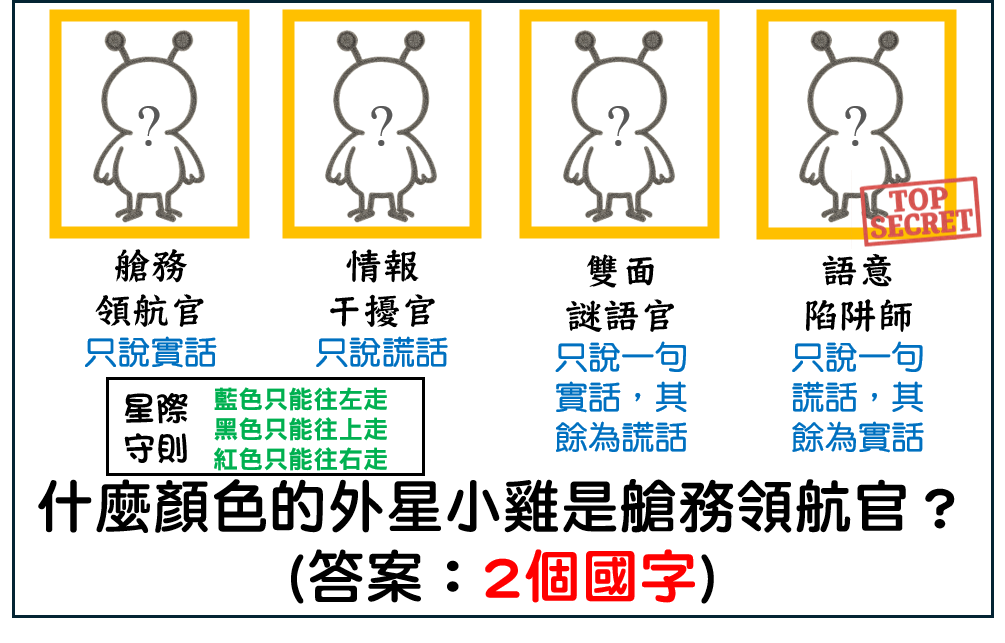 ?
?
?
?
TOP
SECRET
艙務
領航官
只說實話
情報
干擾官
只說謊話
雙面
謎語官
只說一句
實話，其
餘為謊話
語意
陷阱師
只說一句
謊話，其
餘為實話
星際
守則
藍色只能往左走
黑色只能往上走
紅色只能往右走
什麼顏色的外星小雞是艙務領航官？
(答案：2個國字)